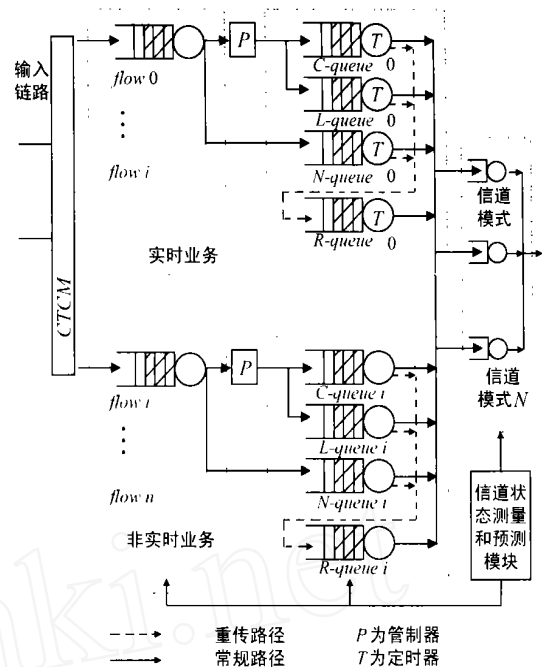 输入
链路
CTCM
flow 0
flow i
实时业务
P
T
C-queue 0
T
L-queue 0
T
N-queue 0
T
R-queue 0
信道
模式
信道
模式 N
flow i
flow n
非实时业务
P
C-queue i
L-queue i
N-queue i
R-queue i
信道状
态测量
和预测
模块
重传路径
P为管制器
常规路径
T为定时器
nki.net